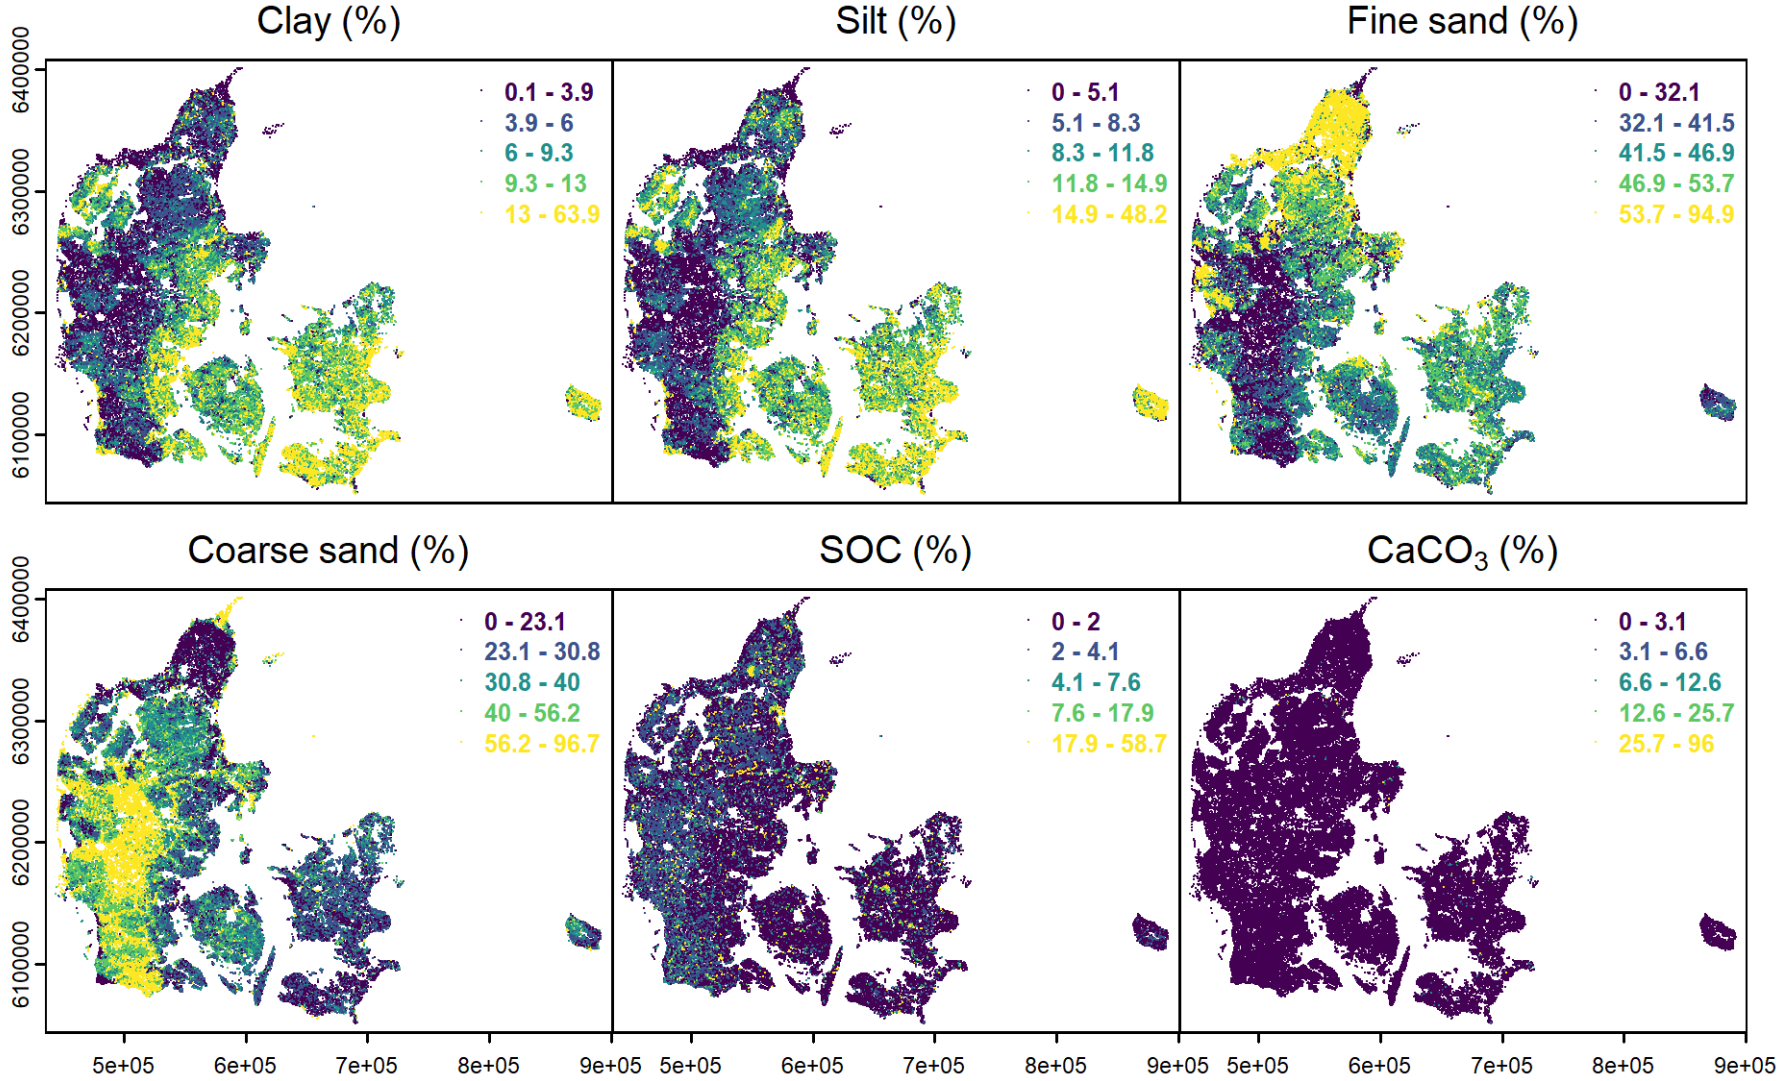 Clay (%)
Silt (%)
Fine sand (%)
6400000
6300000
6200000
6100000
0.1 - 3.9
3.9 - 6
6 - 9.3
9.3 - 13
13 - 63.9
0 - 5.1
5.1 - 8.3
8.3 - 11.8
11.8 - 14.9
14.9 - 48.2
0 - 32.1
32.1 - 41.5
41.5 - 46.9
46.9 - 53.7
53.7 - 94.9
Coarse sand (%)
SOC (%)
CaCO₃ (%)
6400000
6300000
6200000
6100000
0 - 23.1
23.1 - 30.8
30.8 - 40
40 - 56.2
56.2 - 96.7
0 - 2
2 - 4.1
4.1 - 7.6
7.6 - 17.9
17.9 - 58.7
0 - 3.1
3.1 - 6.6
6.6 - 12.6
12.6 - 25.7
25.7 - 96
5e+05 6e+05 7e+05 8e+05 9e+05 5e+05 6e+05 7e+05 8e+05 9e+05 5e+05 6e+05 7e+05 8e+05 9e+05